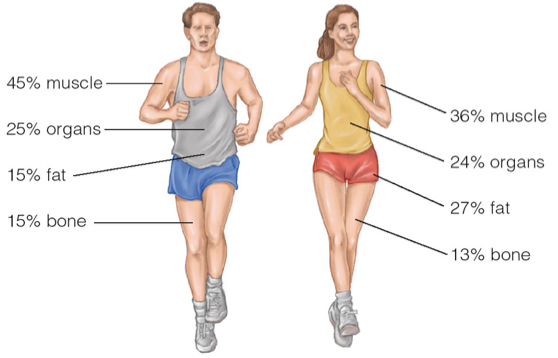 45% muscle
25% organs
15% fat
15% bone
36% muscle
24% organs
27% fat
13% bone